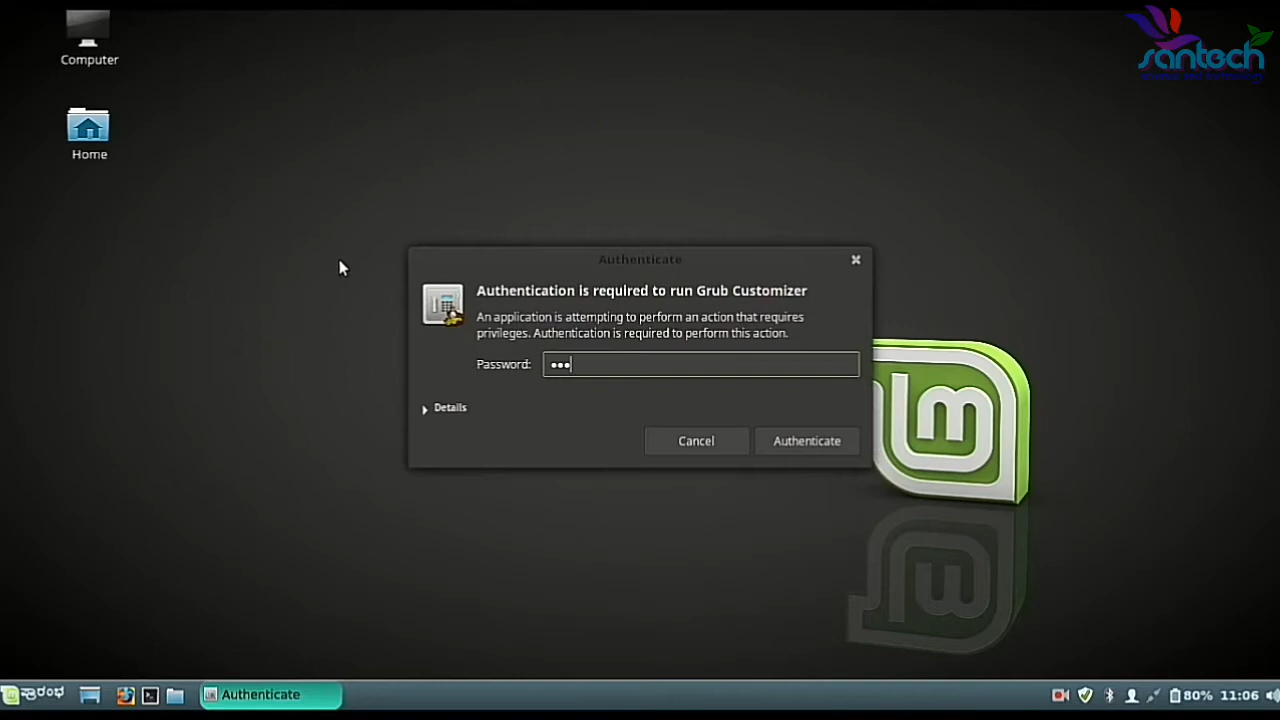 Computer
santech
Home
Authenticate
Authentication is required to run Grub Customizer
An application is attempting to perform an action that requires
privileges. Authentication is required to perform this action.
Password: •••
Details
Cancel
Authenticate
ಪ್ರಾರಂಭ
Authenticate
80% 11:06